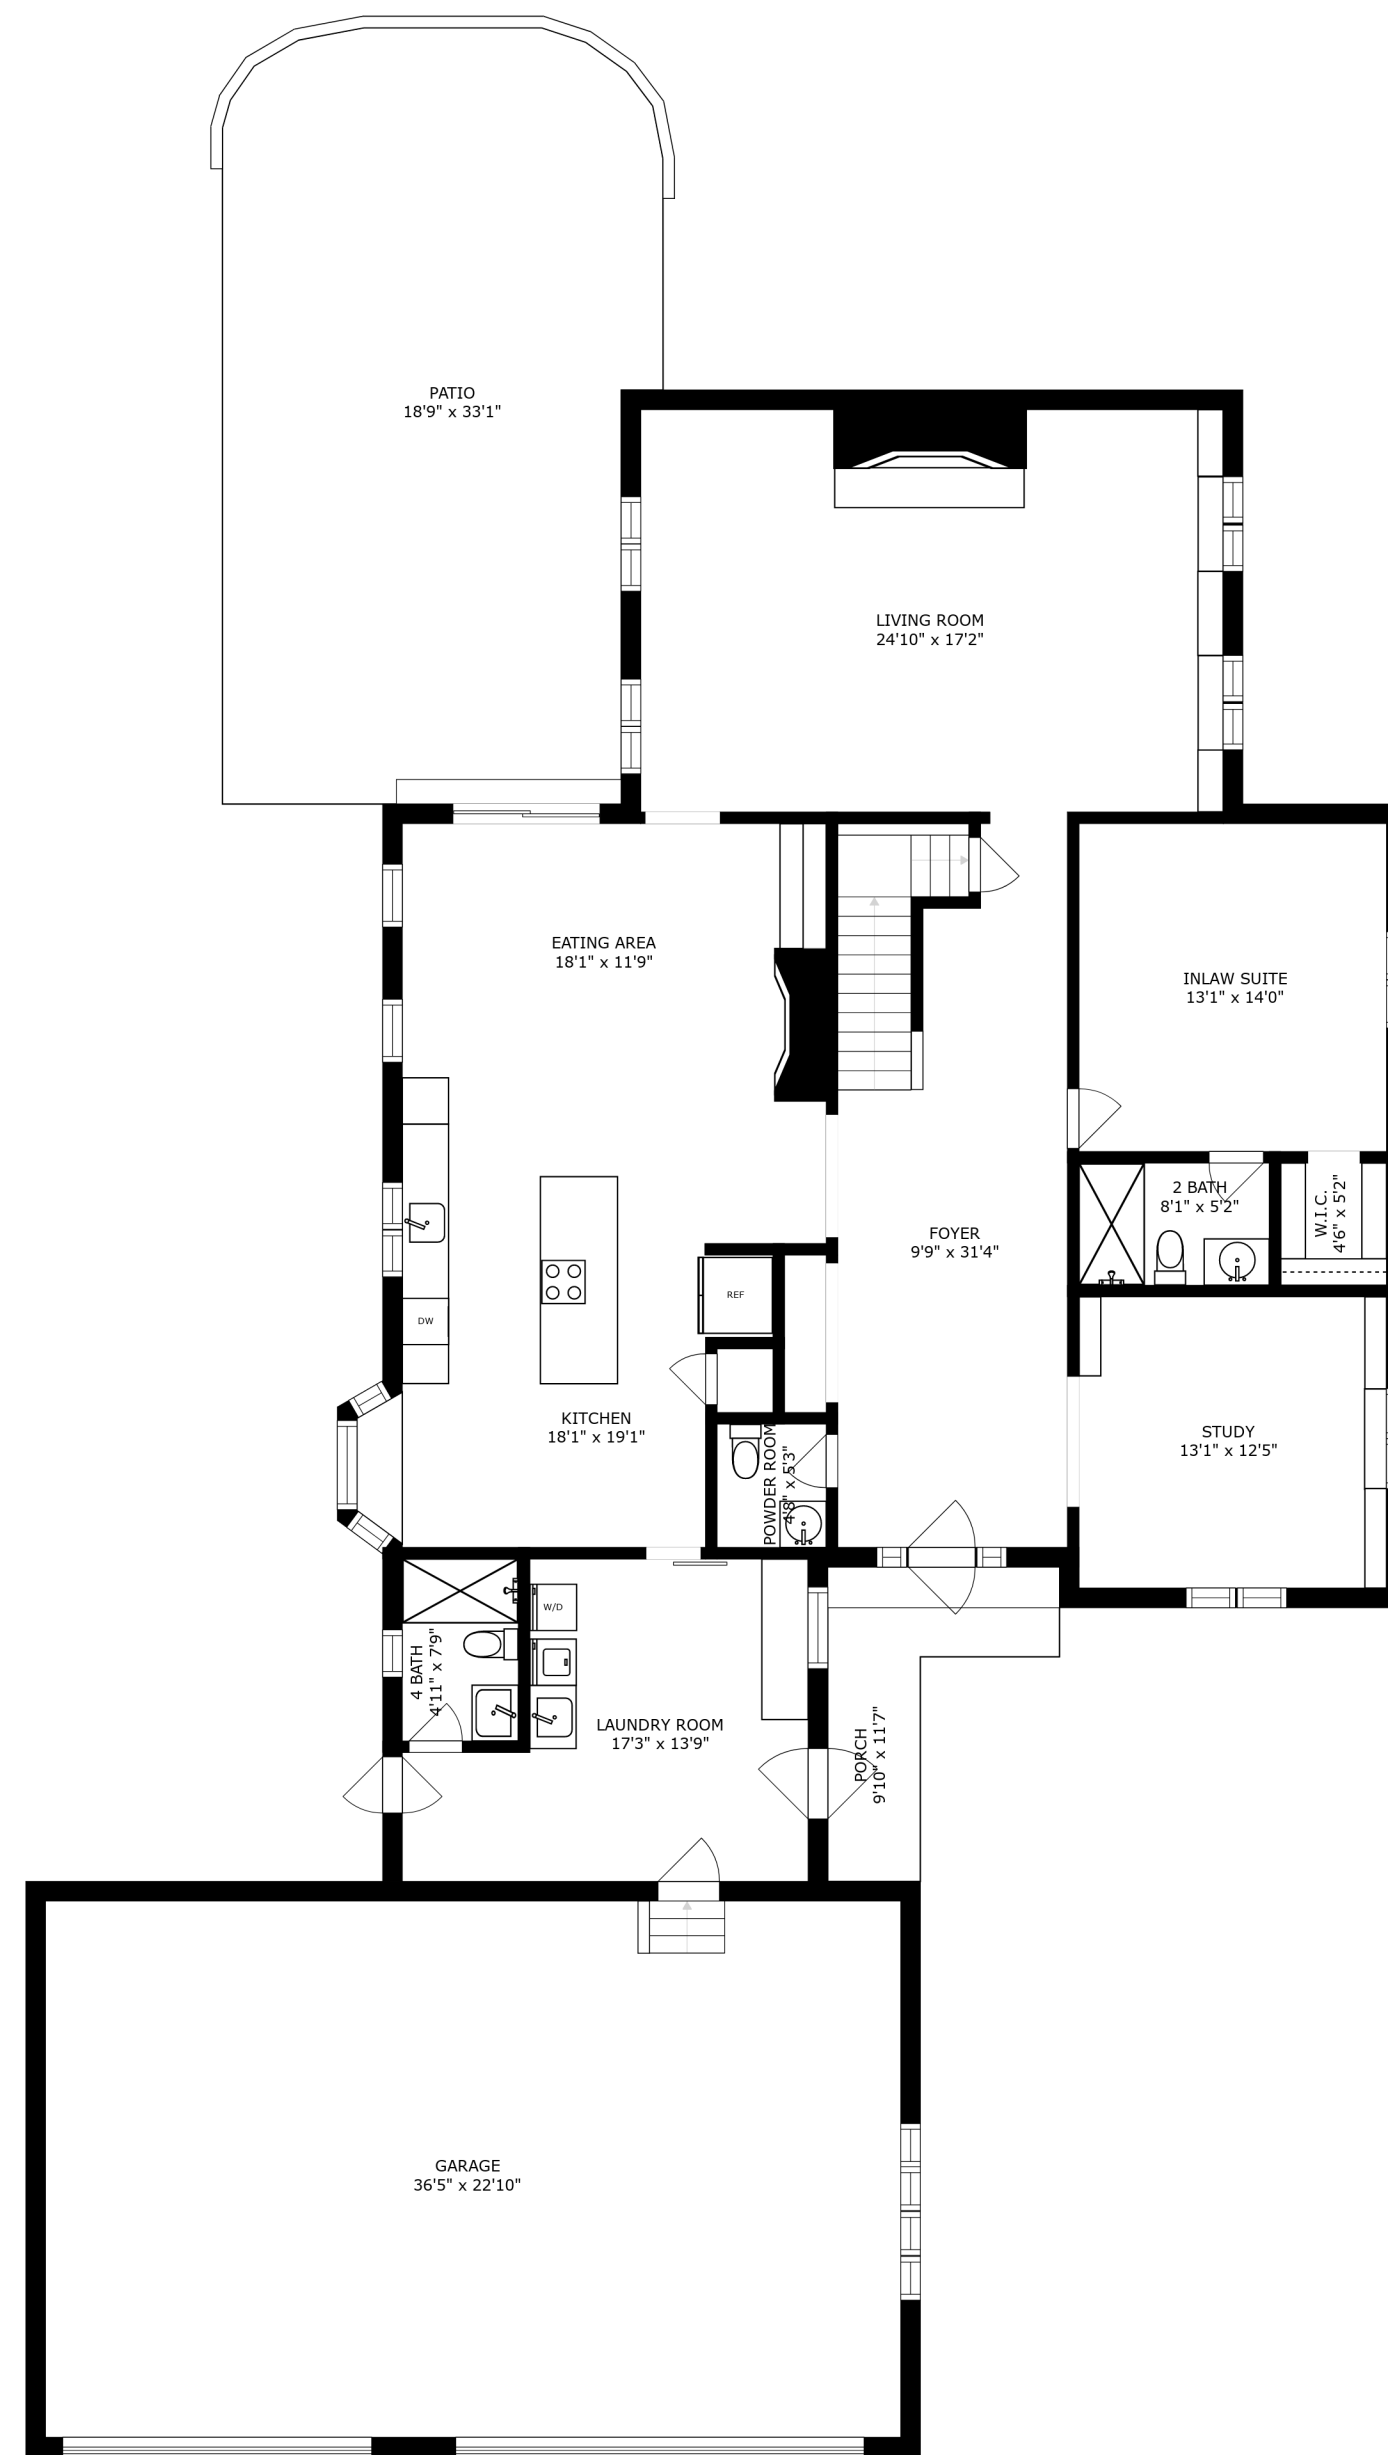 PATIO
18'9" x 33'1"
LIVING ROOM
24'10" x 17'2"
EATING AREA
18'1" x 11'9"
INLAW SUITE
13'1" x 14'0"
2 BATH
8'1" x 5'2"
W.I.C.
4'6" x 5'2"
FOYER
9'9" x 31'4"
REF
DW
KITCHEN
18'1" x 19'1"
POWDER ROOM
4'8" x 5'3"
STUDY
13'1" x 12'5"
W/D
4 BATH
4'11" x 7'9"
LAUNDRY ROOM
17'3" x 13'9"
PORCH
9'10" x 11'7"
GARAGE
36'5" x 22'10"